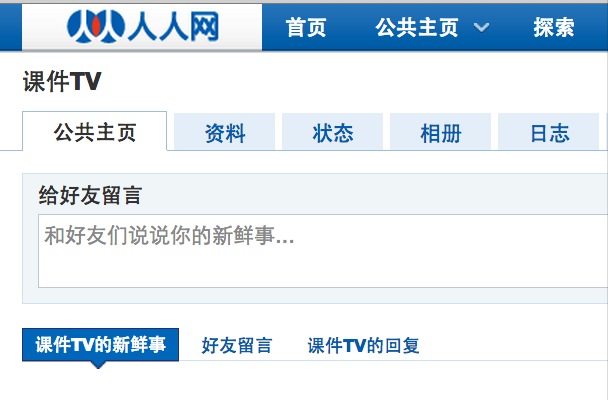 人人网 首页 公共主页 探索
课件TV
公共主页 资料 状态 相册 日志
给好友留言
和好友们说说你的新鲜事...
课件TV的新鲜事 好友留言 课件TV的回复